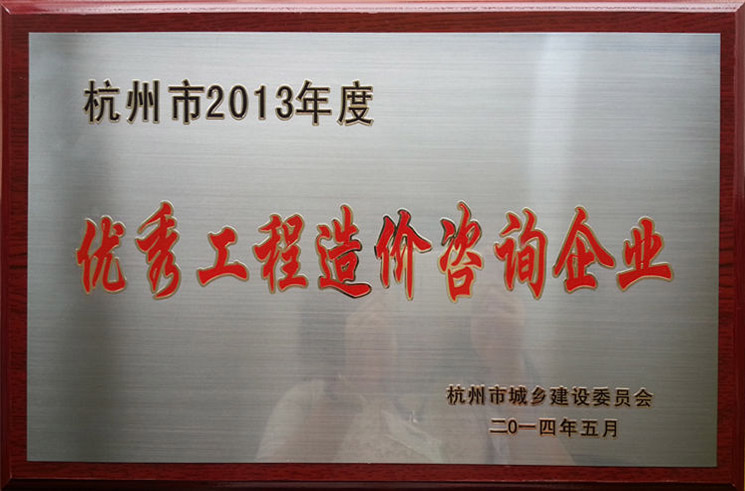 杭州市2013年度
优秀工程造价咨询企业
杭州市城乡建设委员会
二〇一四年五月